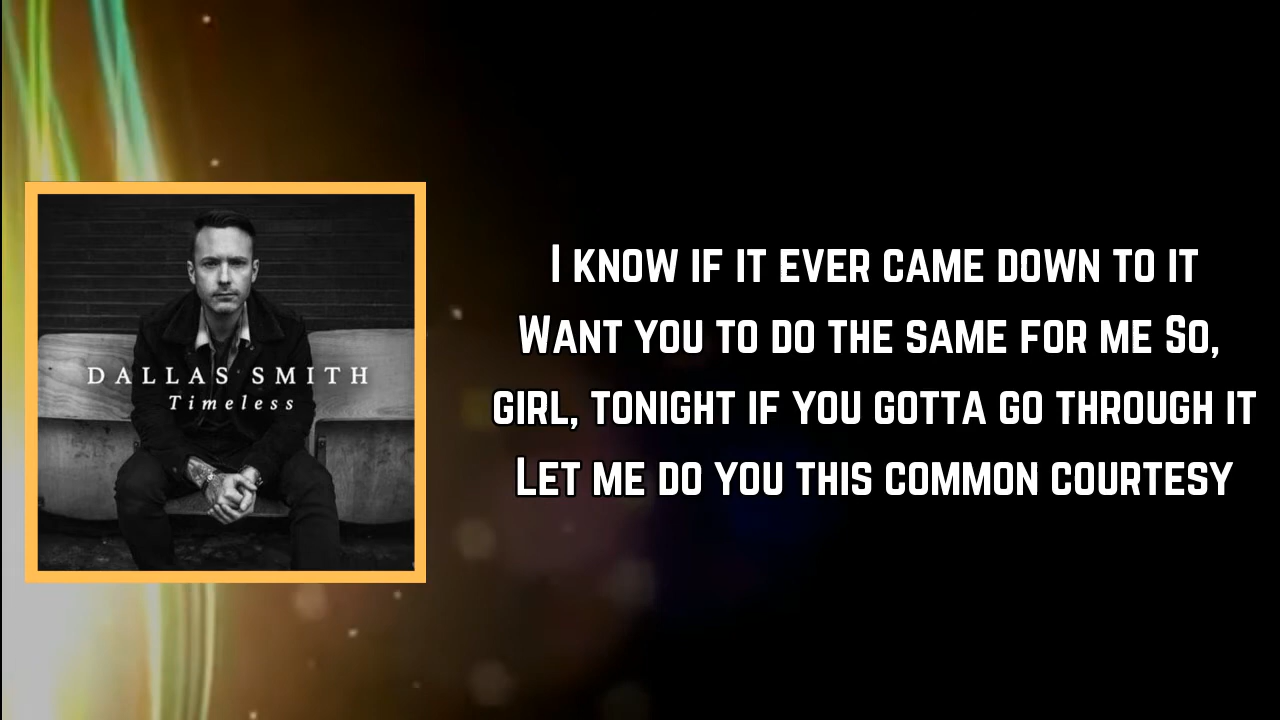 DALLAS SMITH
Timeless
I KNOW IF IT EVER CAME DOWN TO IT
WANT YOU TO DO THE SAME FOR ME SO,
GIRL, TONIGHT IF YOU GOTTA GO THROUGH IT
LET ME DO YOU THIS COMMON COURTESY